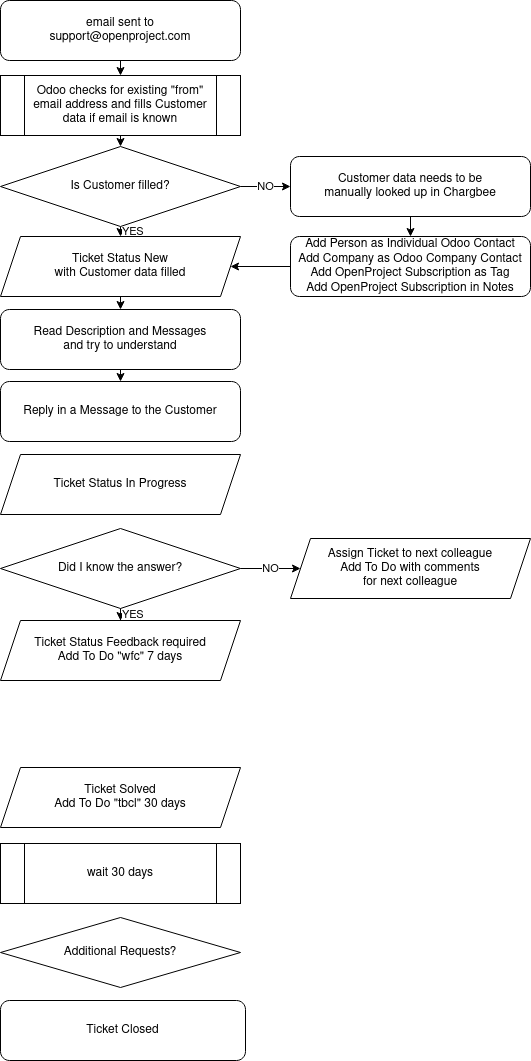 email sent to
support@openproject.com
Odoo checks for existing "from"
email address and fills Customer
data if email is known
Is Customer filled?
NO
Customer data needs to be
manually looked up in Chargbee
YES
Ticket Status New
with Customer data filled
Add Person as Individual Odoo Contact
Add Company as Odoo Company Contact
Add OpenProject Subscription as Tag
Add OpenProject Subscription in Notes
Read Description and Messages
and try to understand
Reply in a Message to the Customer
Ticket Status In Progress
Did I know the answer?
NO
Assign Ticket to next colleague
Add To Do with comments
for next colleague
YES
Ticket Status Feedback required
Add To Do "wfc" 7 days
Ticket Solved
Add To Do "tbcl" 30 days
wait 30 days
Additional Requests?
Ticket Closed